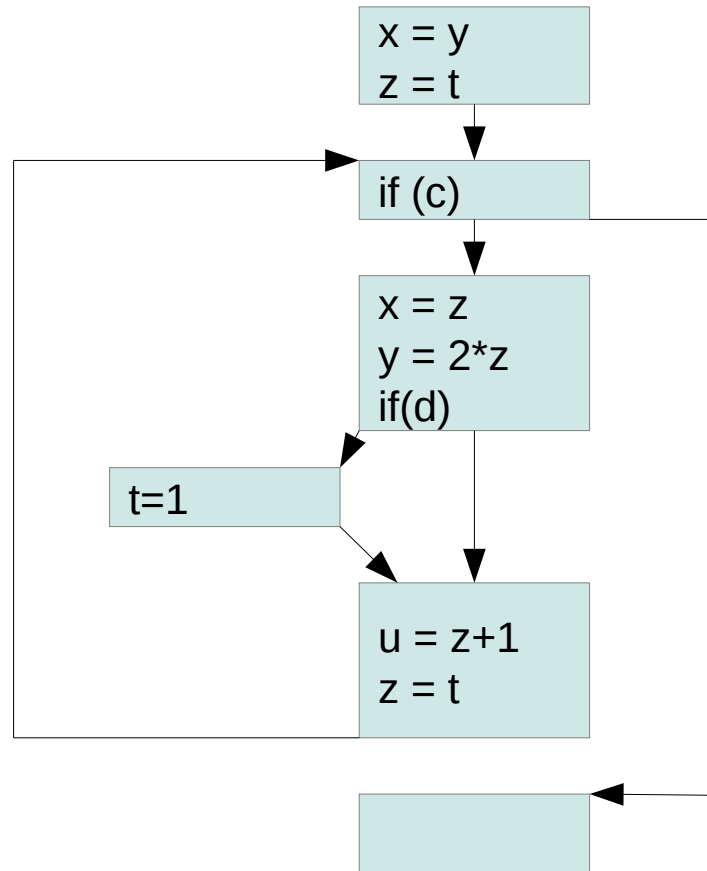 x = y
z = t
if (c)
x = z
y = 2*z
if(d)
t=1
u = z+1
z = t